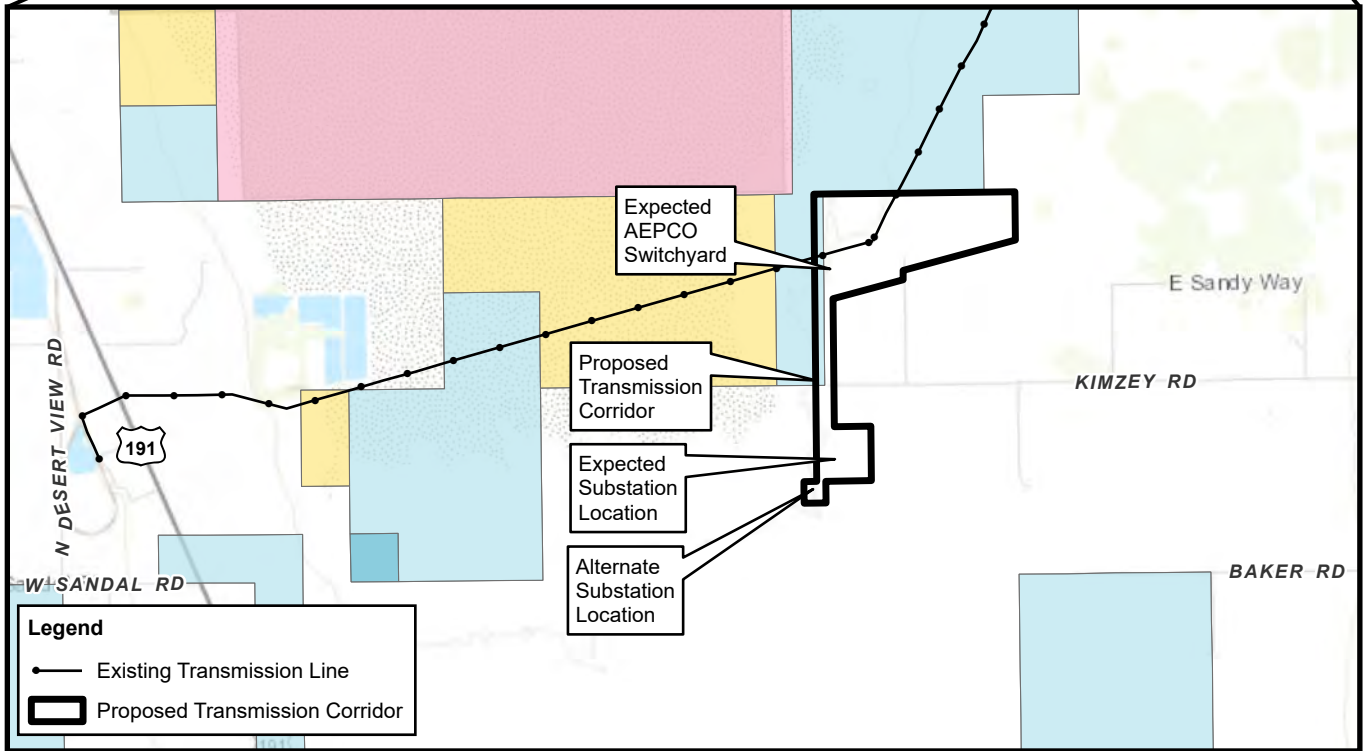 Expected
AEPCO
Switchyard
E Sandy Way
Proposed
Transmission
Corridor
KIMZEY RD
N DESERT VIEW RD
191
Expected
Substation
Location
Alternate
Substation
Location
W SANDAL RD
BAKER RD
Legend
Existing Transmission Line
Proposed Transmission Corridor
191